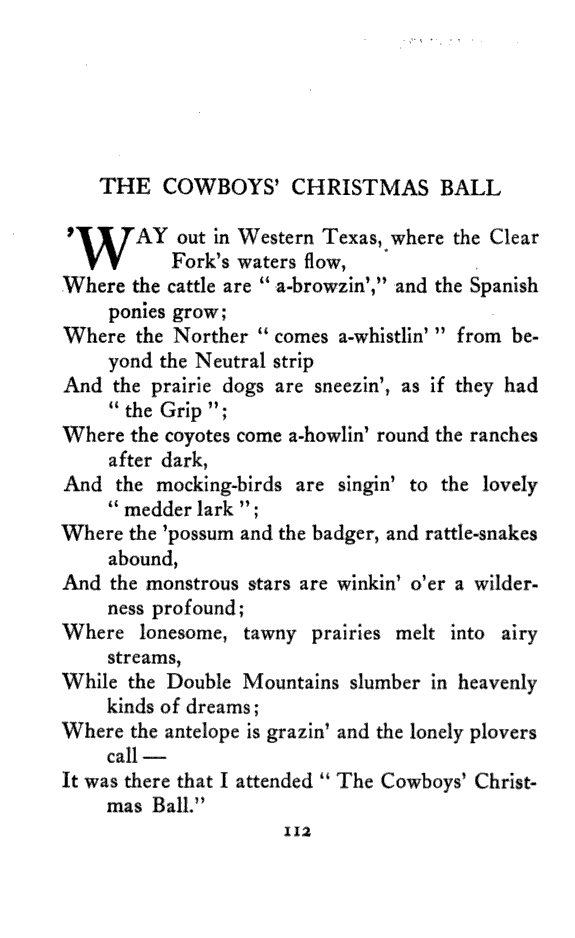 THE COWBOYS' CHRISTMAS BALL
'WAY out in Western Texas, where the Clear
Fork's waters flow,
Where the cattle are " a-browzin'," and the Spanish
ponies grow;
Where the Norther " comes a-whistlin' " from be-
yond the Neutral strip
And the prairie dogs are sneezin', as if they had
" the Grip ";
Where the coyotes come a-howlin' round the ranches
after dark,
And the mocking-birds are singin' to the lovely
" medder lark ";
Where the 'possum and the badger, and rattle-snakes
abound,
And the monstrous stars are winkin' o'er a wilder-
ness profound;
Where lonesome, tawny prairies melt into airy
streams,
While the Double Mountains slumber in heavenly
kinds of dreams;
Where the antelope is grazin' and the lonely plovers
call —
It was there that I attended " The Cowboys' Christ-
mas Ball."
112